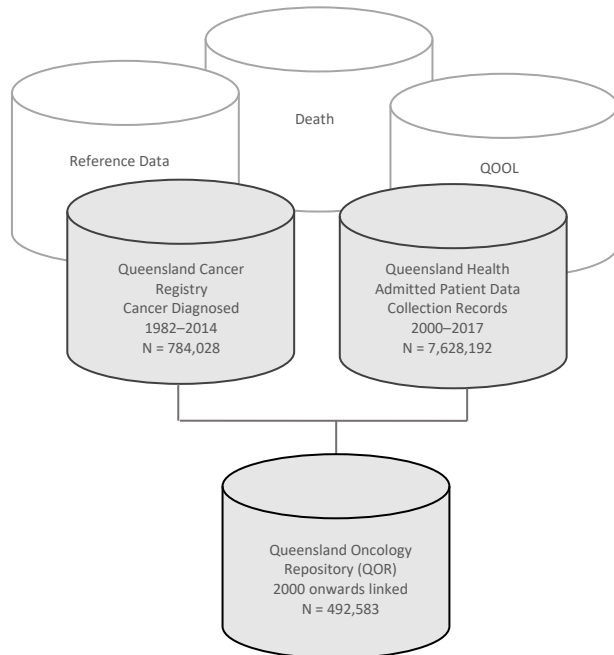 Death
Reference Data
QOOL
Queensland Cancer
Registry
Cancer Diagnosed
1982–2014
N = 784,028
Queensland Health
Admitted Patient Data
Collection Records
2000–2017
N = 7,628,192
Queensland Oncology
Repository (QOR)
2000 onwards linked
N = 492,583